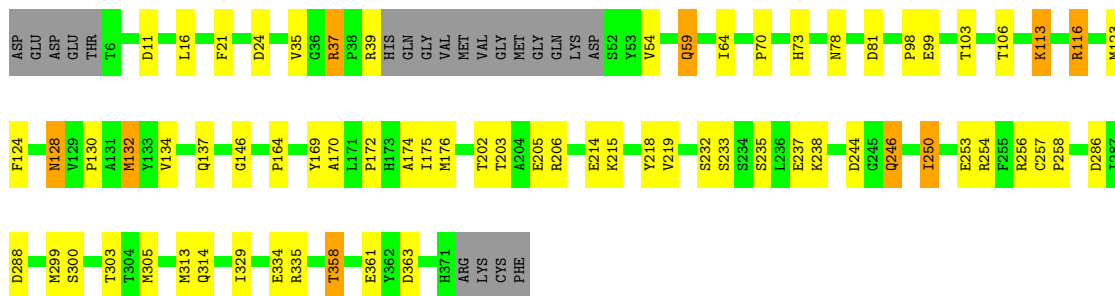 ASP GLU ASP GLU THR T6 D11 L16 F21 D24 V35 G36 R37 P38 R39 HIS GLN GLY VAL MET VAL GLY MET GLY GLN LYS ASP S52 Y53 V54 Q59 I64 P70 H73 N78 D81 P98 E99 T103 T106 K113 R116 M123
F124 N128 V129 P130 A131 M132 Y133 V134 Q137 G146 P164 Y169 A170 L171 P172 H173 A174 I175 M176 T202 T203 A204 E205 R206 E214 K215 Y218 V219 S232 S233 S234 S235 L236 E237 K238 D244 G245 Q246 I250 E253 R254 F255 R256 C257 P258 D286 I287
D288 M299 S300 T303 T304 M305 M313 Q314 I329 E334 R335 T358 E361 Y362 D363 H371 ARG LYS CYS PHE